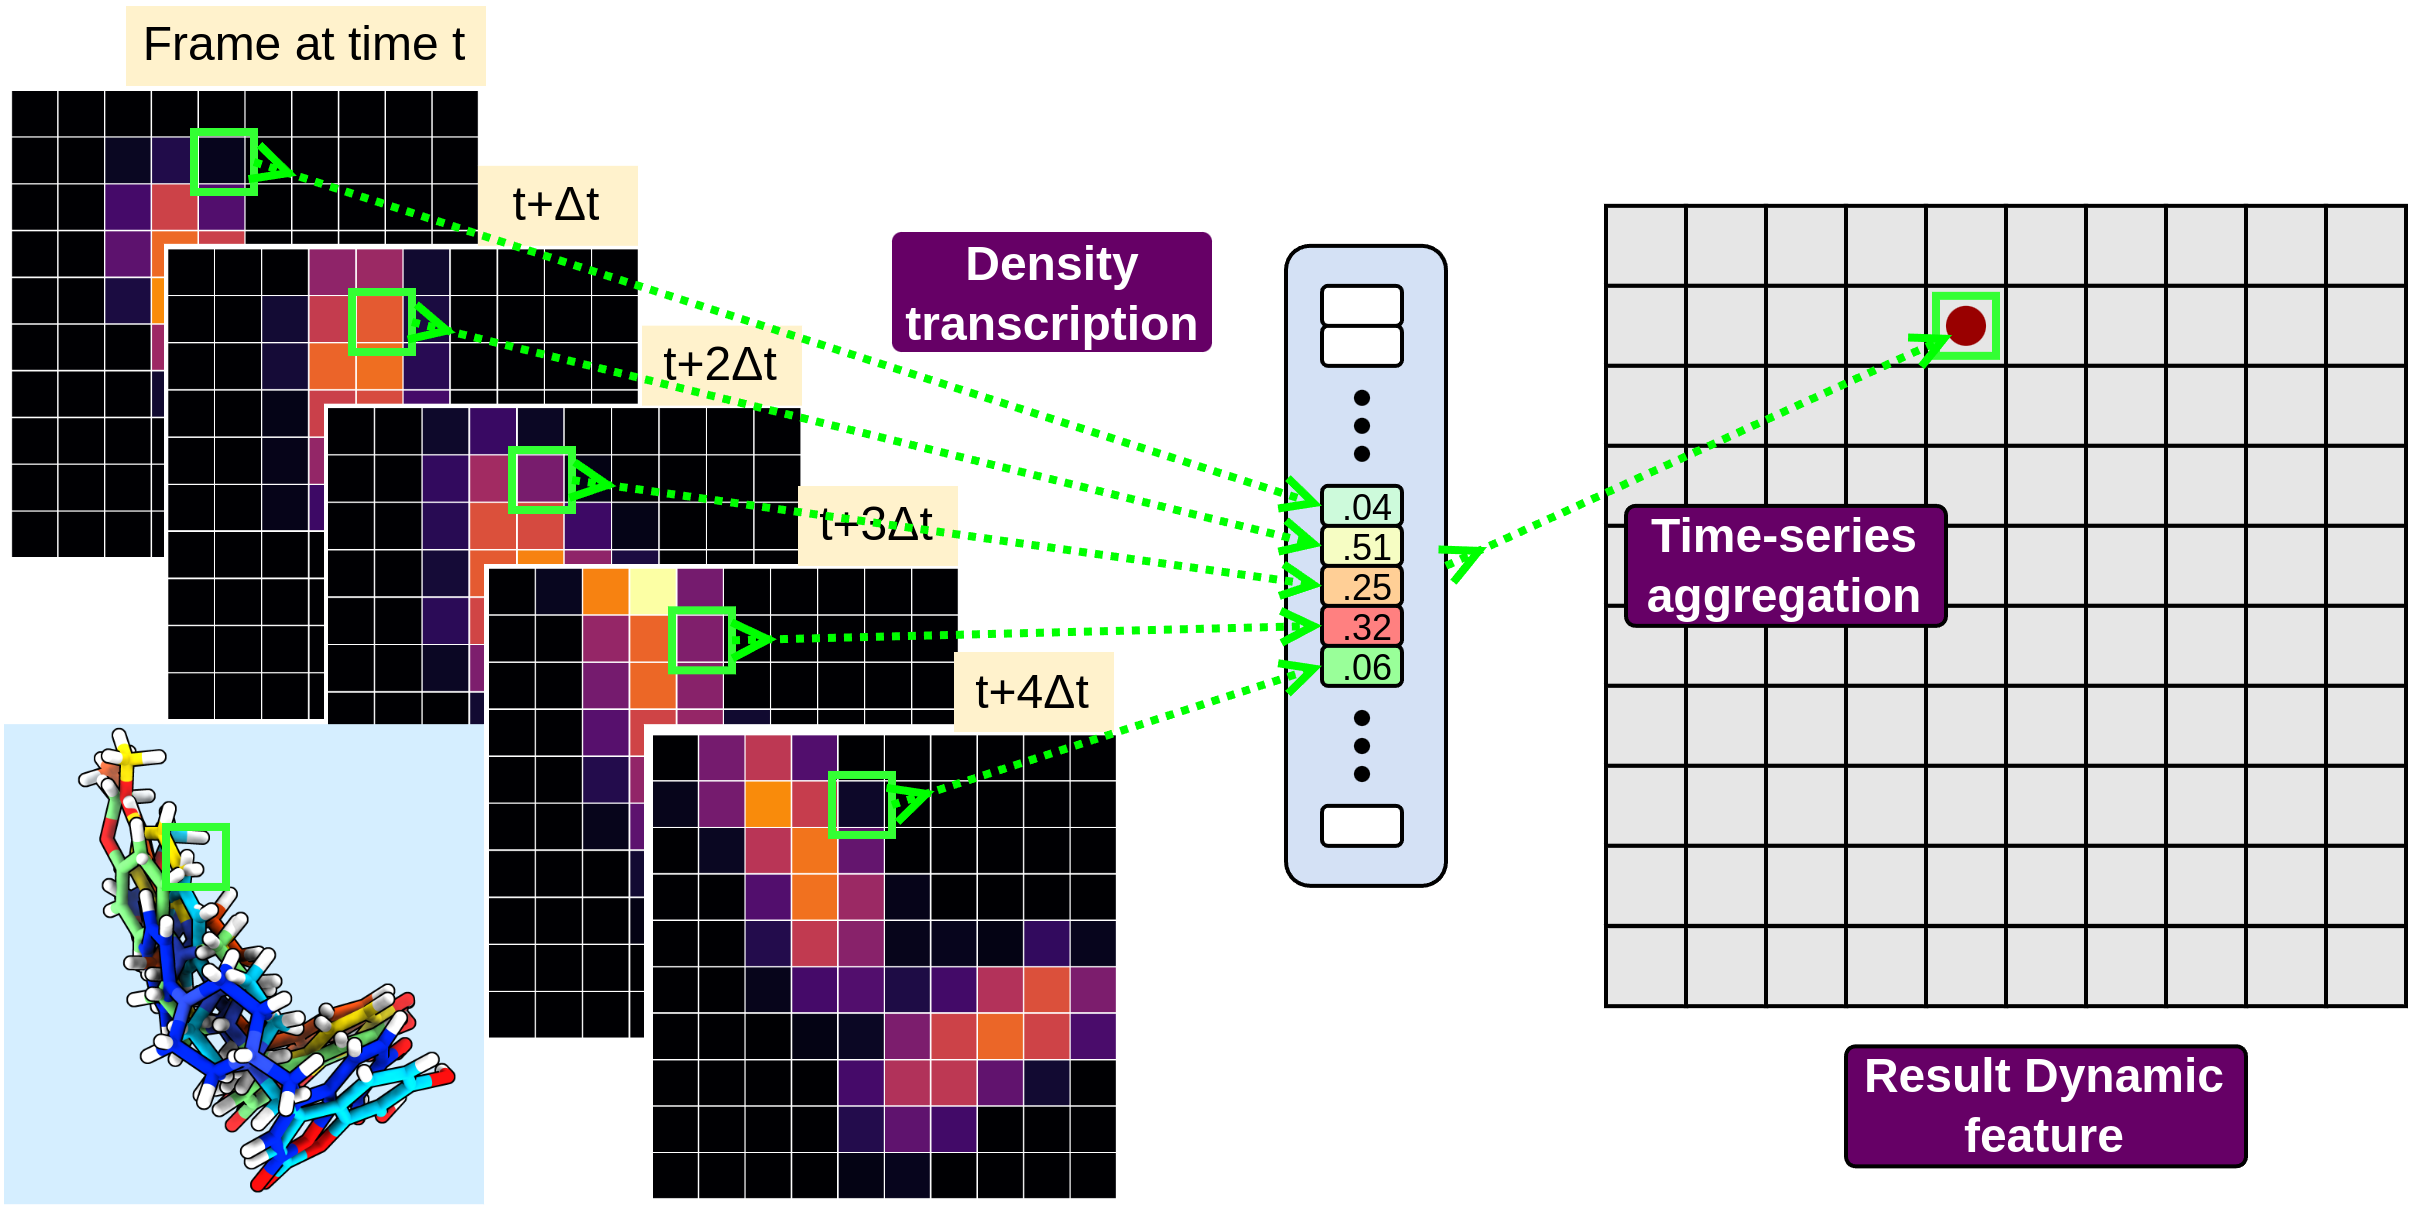 Frame at time t
t+Δt
t+2Δt
t+3Δt
t+4Δt
Density
transcription
.04
.51
.25
.32
.06
Time-series
aggregation
Result Dynamic
feature